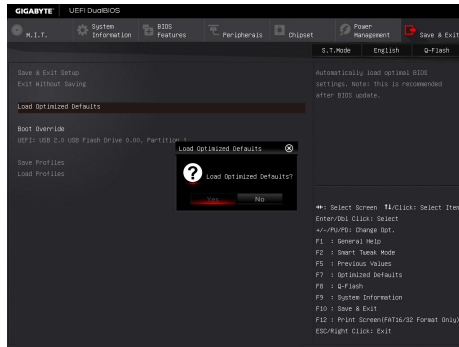 GIGABYTE™ UEFI DualBIOS
M.I.T.
System Information
BIOS Features
Peripherals
Chipset
Power Management
Save & Exit
S.T.Mode English Q-Flash
Save & Exit Setup
Exit Without Saving
Load Optimized Defaults
Boot Override
UEFI: USB 2.0 USB Flash Drive 0.00, Partition 1
Save Profiles
Load Profiles
Automatically load optimal BIOS
settings. Note: this is recommended
after BIOS update.
Load Optimized Defaults
Load Optimized Defaults?
Yes No
: Select Screen ↑↓/Click: Select Item
Enter/Dbl Click: Select
+/-/PU/PD: Change Opt.
F1 : General Help
F2 : Smart Tweak Mode
F5 : Previous Values
F7 : Optimized Defaults
F8 : Q-Flash
F9 : System Information
F10 : Save & Exit
F12 : Print Screen(FAT16/32 Format Only)
ESC/Right Click: Exit